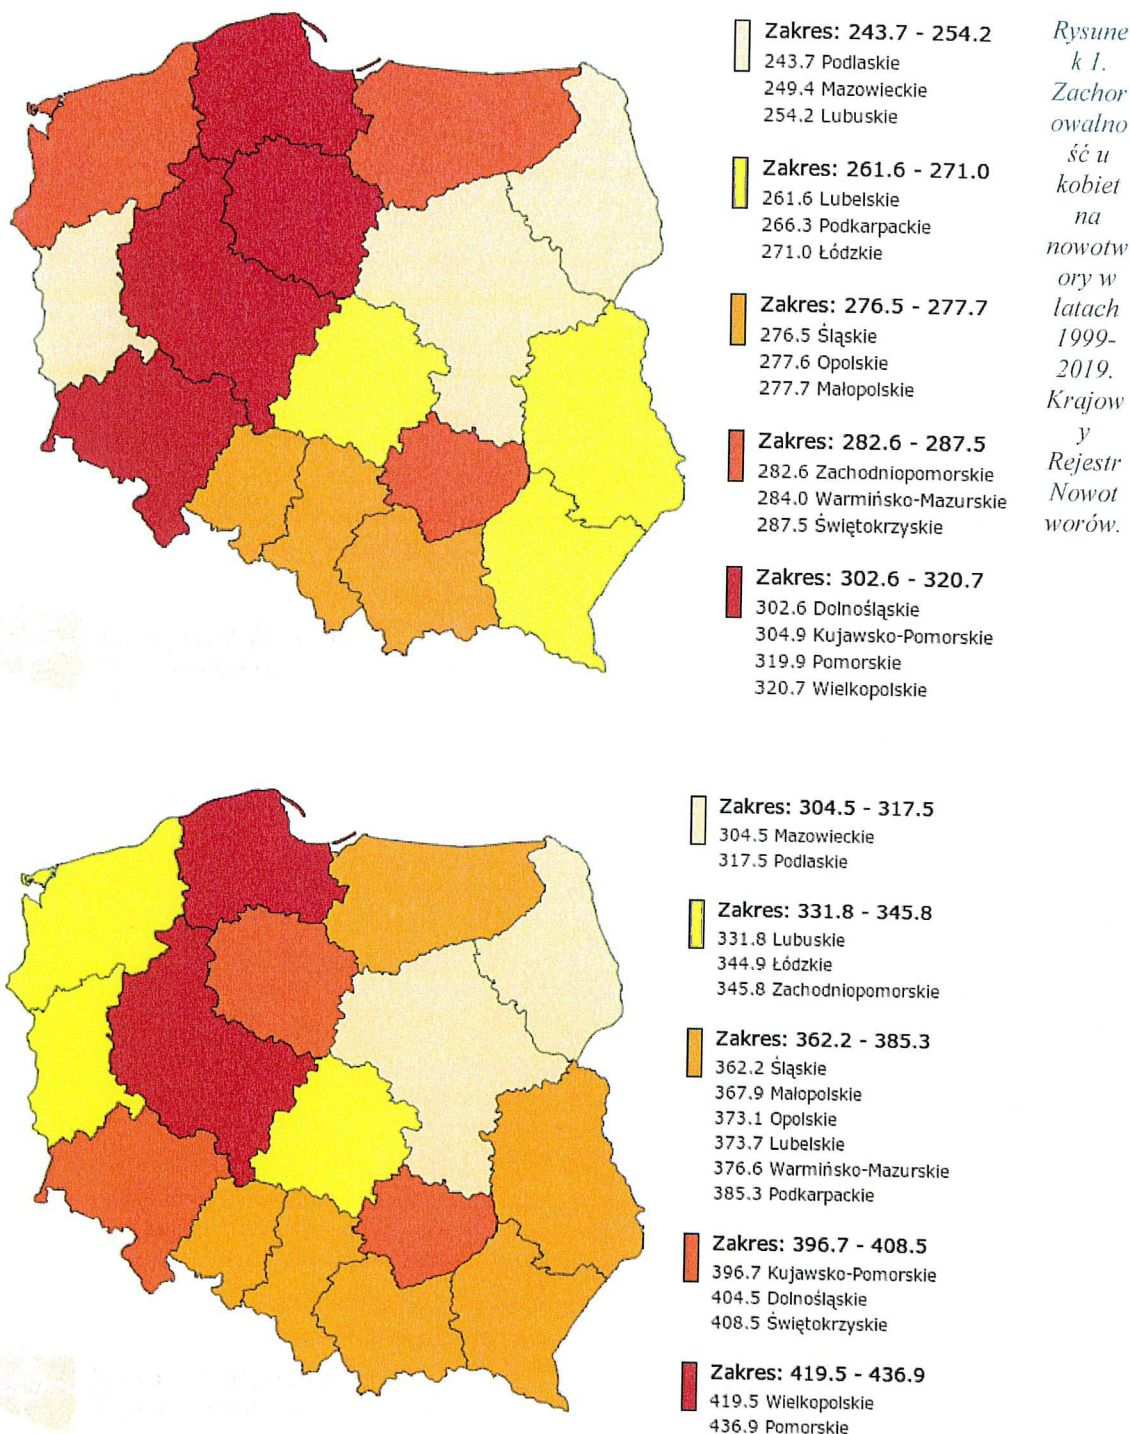 Zakres: 243.7 - 254.2
243.7 Podlaskie
249.4 Mazowieckie
254.2 Lubuskie
Zakres: 261.6 - 271.0
261.6 Lubelskie
266.3 Podkarpackie
271.0 Łódzkie
Zakres: 276.5 - 277.7
276.5 Śląskie
277.6 Opolskie
277.7 Małopolskie
Zakres: 282.6 - 287.5
282.6 Zachodniopomorskie
284.0 Warmińsko-Mazurskie
287.5 Świętokrzyskie
Zakres: 302.6 - 320.7
302.6 Dolnośląskie
304.9 Kujawsko-Pomorskie
319.9 Pomorskie
320.7 Wielkopolskie
Rysune
k 1.
Zachor
owalno
ść u
kobiet
na
nowotw
ory w
latach
1999-
2019.
Krajow
y
Rejestr
Nowot
worów.
Zakres: 304.5 - 317.5
304.5 Mazowieckie
317.5 Podlaskie
Zakres: 331.8 - 345.8
331.8 Lubuskie
344.9 Łódzkie
345.8 Zachodniopomorskie
Zakres: 362.2 - 385.3
362.2 Śląskie
367.9 Małopolskie
373.1 Opolskie
373.7 Lubelskie
376.6 Warmińsko-Mazurskie
385.3 Podkarpackie
Zakres: 396.7 - 408.5
396.7 Kujawsko-Pomorskie
404.5 Dolnośląskie
408.5 Świętokrzyskie
Zakres: 419.5 - 436.9
419.5 Wielkopolskie
436.9 Pomorskie